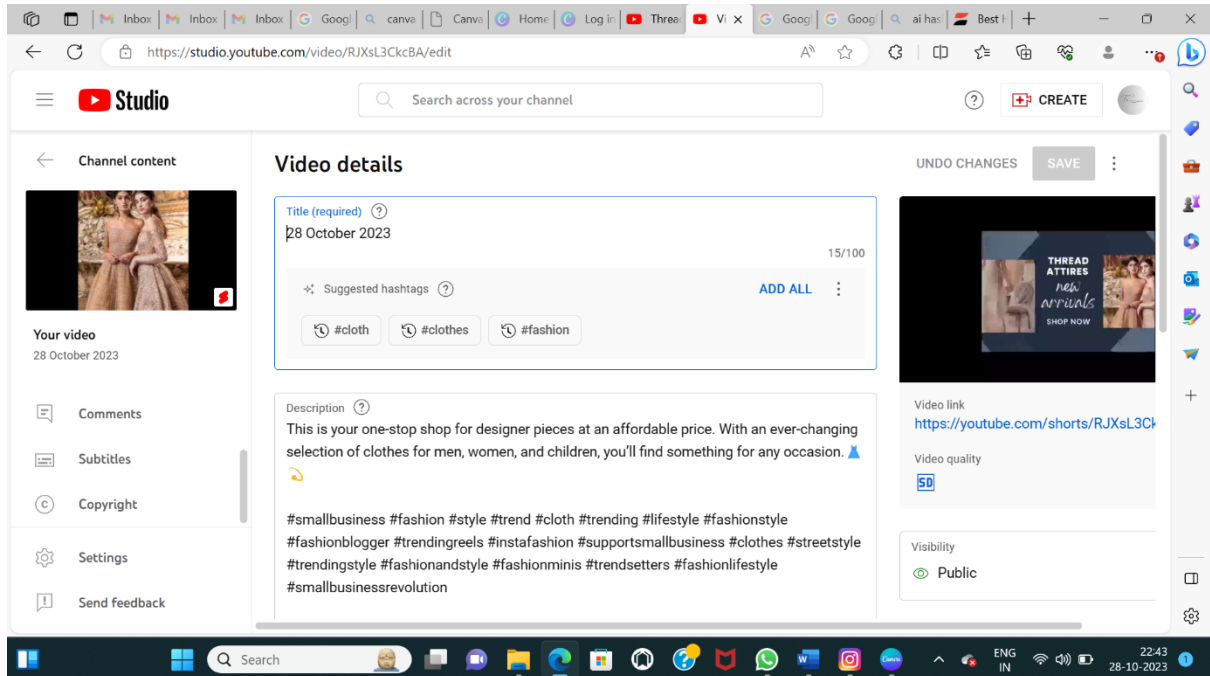 Inbox
Inbox
Inbox
Googl
canva
Canva
Home
Log in
Threac
Vi
Goog
Goog
ai has
Best H
https://studio.youtube.com/video/RJXsL3CkcBA/edit
Studio
Search across your channel
CREATE
Channel content
Video details
UNDO CHANGES
SAVE
Title (required)
28 October 2023
15/100
Suggested hashtags
ADD ALL
#cloth
#clothes
#fashion
THREAD
ATTIRES
new
arrivals
SHOP NOW
Your video
28 October 2023
Comments
Subtitles
Copyright
Settings
Send feedback
Description
This is your one-stop shop for designer pieces at an affordable price. With an ever-changing
selection of clothes for men, women, and children, you’ll find something for any occasion. 👗
💫
#smallbusiness #fashion #style #trend #cloth #trending #lifestyle #fashionstyle
#fashionblogger #trendingreels #instafashion #supportsmallbusiness #clothes #streetstyle
#trendingstyle #fashionandstyle #fashionminis #trendsetters #fashionlifestyle
#smallbusinessrevolution
Video link
https://youtube.com/shorts/RJXsL3Ck
Video quality
SD
Visibility
Public
Search
ENG
IN
22:43
28-10-2023
1